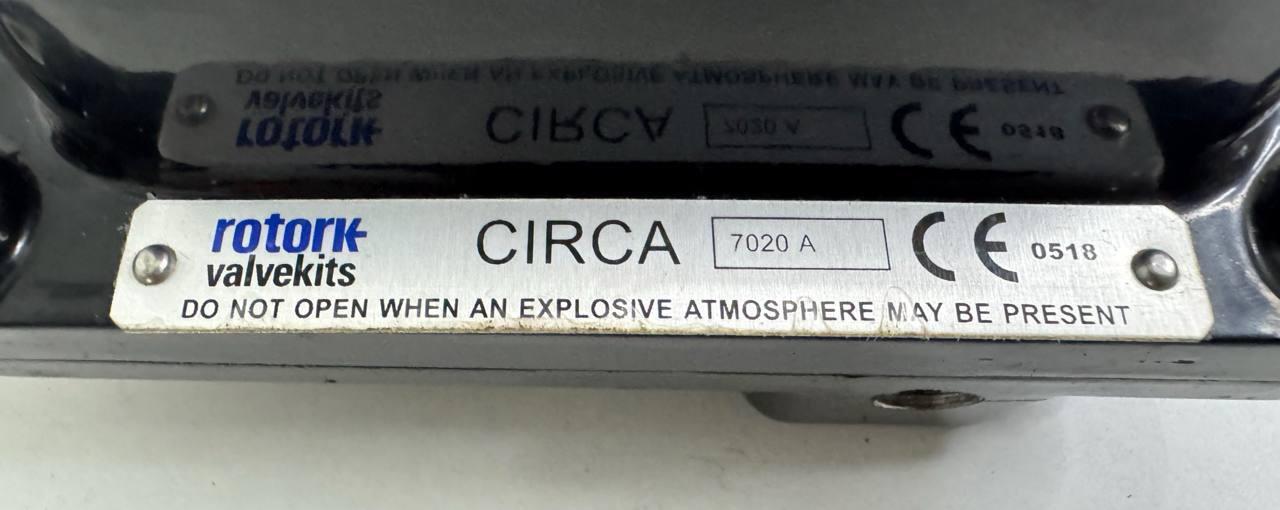 rotork
valvekits
CIRCA 7020 A CE 0518
DO NOT OPEN WHEN AN EXPLOSIVE ATMOSPHERE MAY BE PRESENT